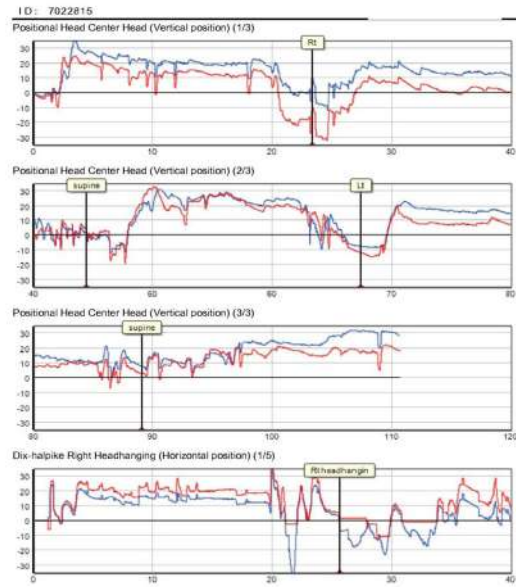 ID: 7022815
Positional Head Center Head (Vertical position) (1/3)
Rt
30
20
10
0
-10
-20
-30
0 10 20 30 40
Positional Head Center Head (Vertical position) (2/3)
supine Lt
30
20
10
0
-10
-20
-30
40 50 60 70 80
Positional Head Center Head (Vertical position) (3/3)
supine
30
20
10
0
-10
-20
-30
80 90 100 110 120
Dix-halpike Right Headhanging (Horizontal position) (1/5)
Rt headhangin
30
20
10
0
-10
-20
-30
0 10 20 30 40